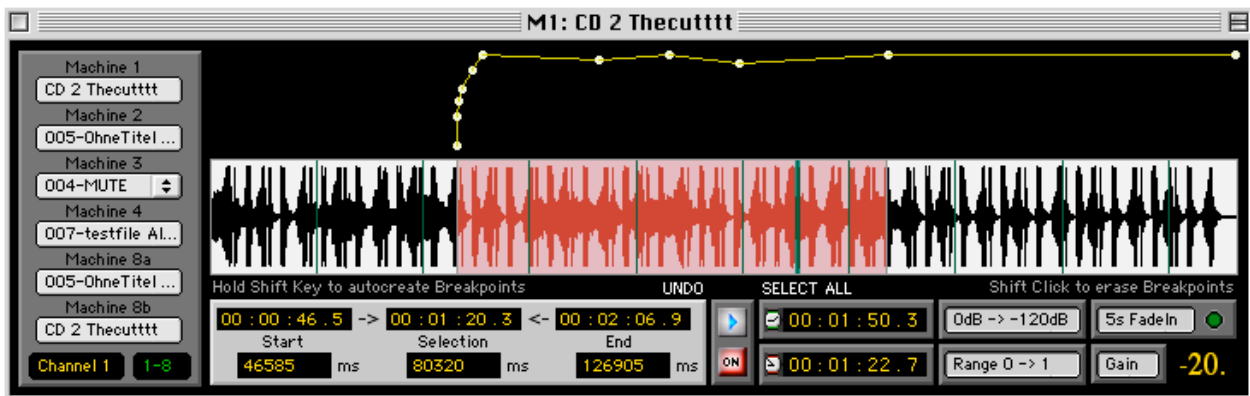 M1: CD 2 Thecutttt
Machine 1
CD 2 Thecutttt
Machine 2
005-OhneTitel ...
Machine 3
004-MUTE
Machine 4
007-testfile Al...
Machine 8a
005-OhneTitel ...
Machine 8b
CD 2 Thecutttt
Channel 1 1-8
Hold Shift Key to autocreate Breakpoints UNDO SELECT ALL Shift Click to erase Breakpoints
00 : 00 : 46 . 5 -> 00 : 01 : 20 . 3 <- 00 : 02 : 06 . 9
Start Selection End
46585 ms 80320 ms 126905 ms
ON
00 : 01 : 50 . 3
00 : 01 : 22 . 7
0dB -> -120dB 5s FadeIn
Range 0 -> 1 Gain -20.